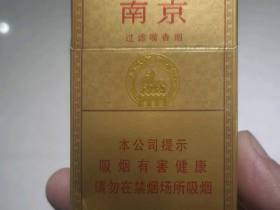 南京
过滤嘴香烟
本公司提示
吸烟有害健康
请勿在禁烟场所吸烟